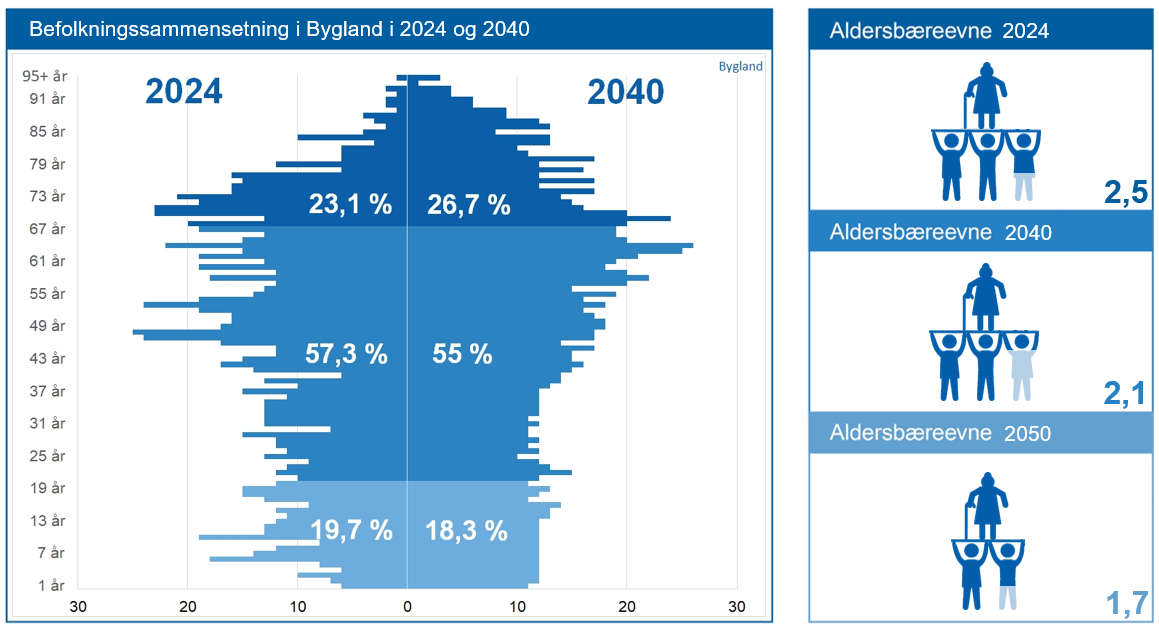 Befolkningssammensetning i Bygland i 2024 og 2040
Bygland
2024
2040
95+ år
91 år
85 år
79 år
73 år
67 år
61 år
55 år
49 år
43 år
37 år
31 år
25 år
19 år
13 år
7 år
1 år
23,1 %
26,7 %
57,3 %
55 %
19,7 %
18,3 %
30
20
10
0
10
20
30
Aldersbæreevne 2024
2,5
Aldersbæreevne 2040
2,1
Aldersbæreevne 2050
1,7